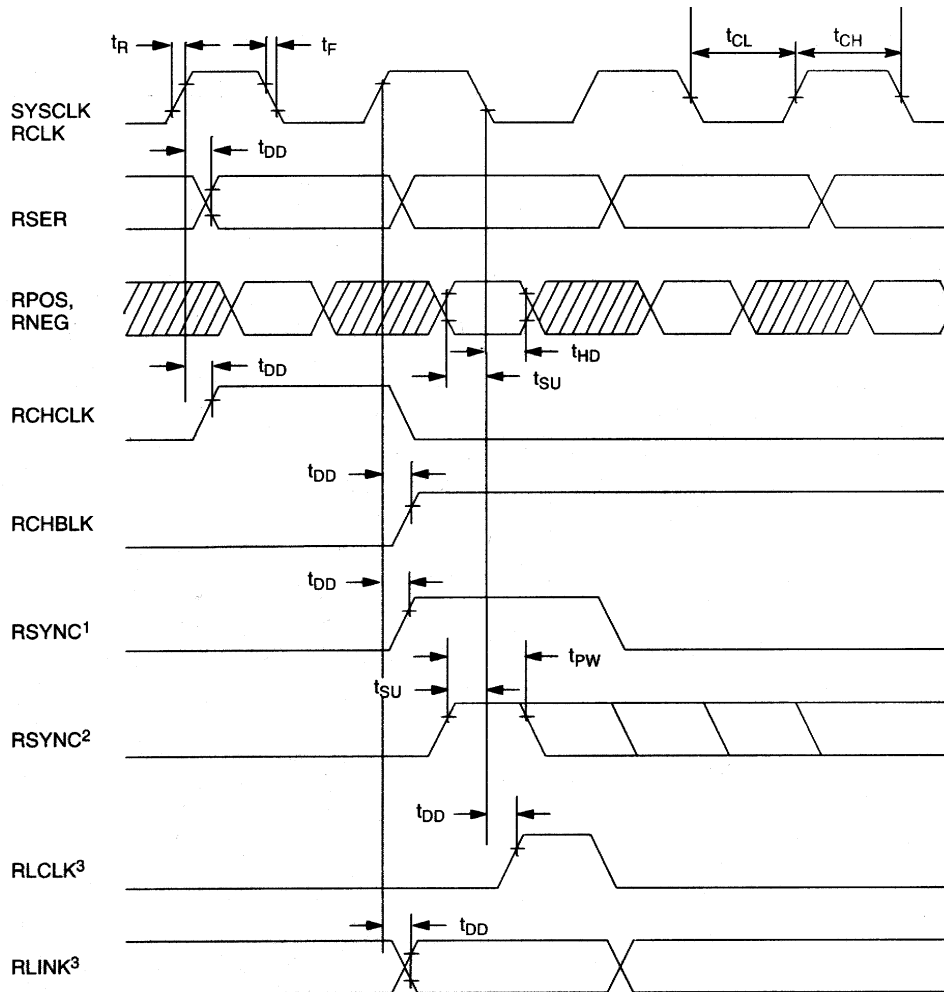 tR
tF
tCL
tCH
SYSCLK
RCLK
tDD
RSER
RPOS,
RNEG
tHD
tDD
tSU
RCHCLK
tDD
RCHBLK
tDD
RSYNC1
tPW
tSU
RSYNC2
tDD
RLCLK3
tDD
RLINK3